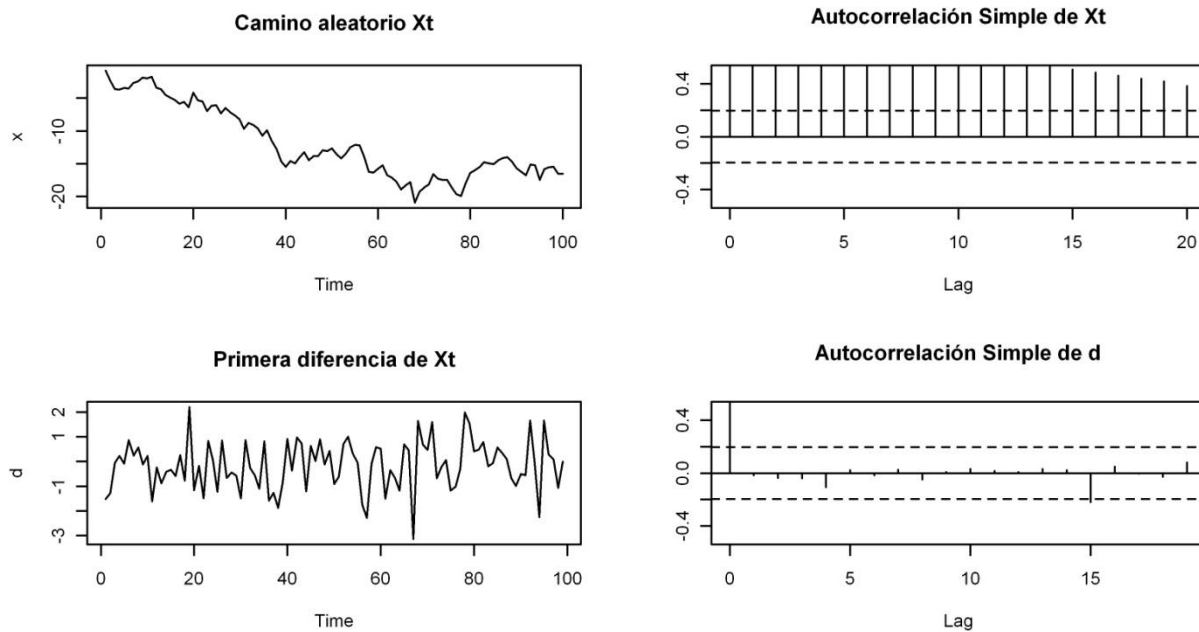 Camino aleatorio Xt
x
-20
-10
0 20 40 60 80 100
Time
Autocorrelación Simple de Xt
-0.4
0.0
0.4
0 5 10 15 20
Lag
Primera diferencia de Xt
d
-3
-1
1
2
0 20 40 60 80 100
Time
Autocorrelación Simple de d
-0.4
0.0
0.4
0 5 10 15
Lag